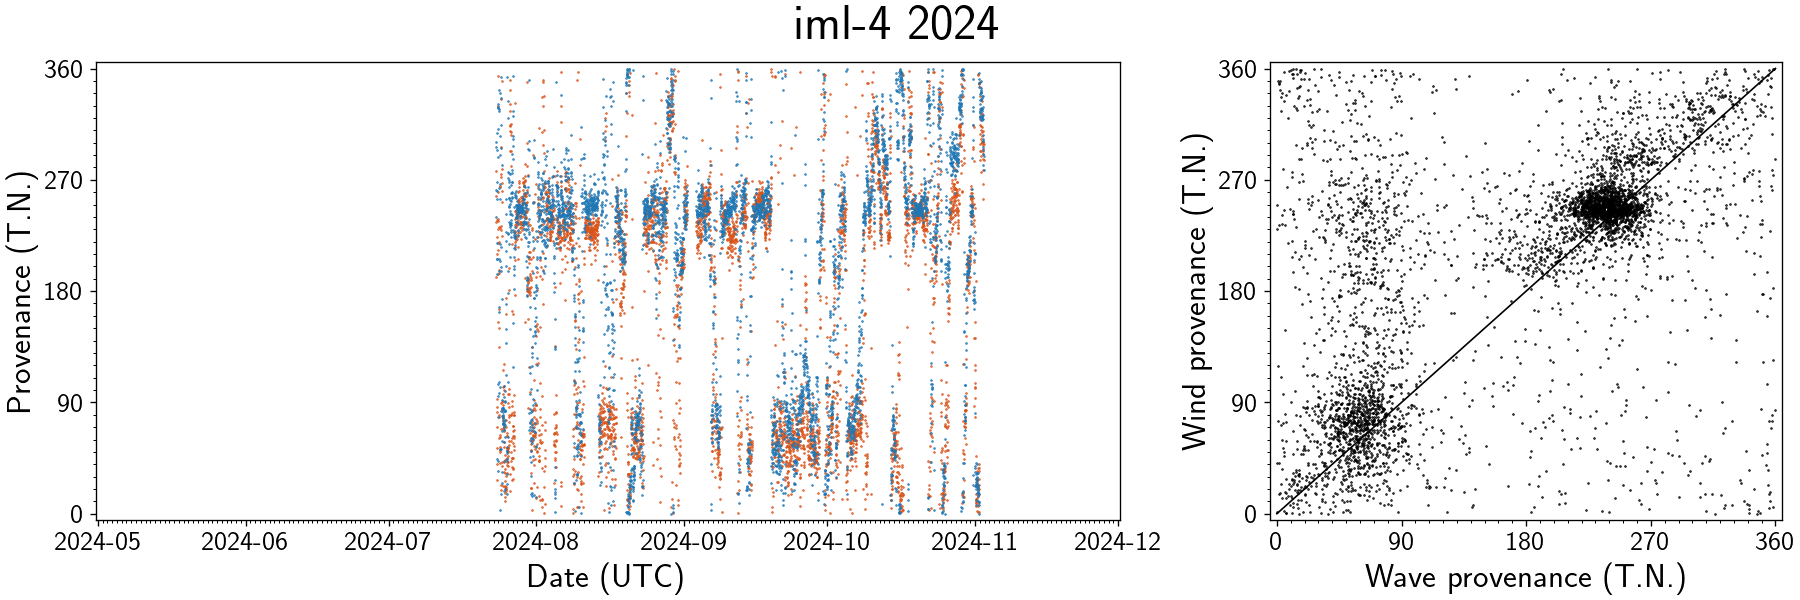 iml-4 2024
Provenance (T.N.)
360
270
180
90
0
2024-05 2024-06 2024-07 2024-08 2024-09 2024-10 2024-11 2024-12
Date (UTC)
Wind provenance (T.N.)
360
270
180
90
0
0 90 180 270 360
Wave provenance (T.N.)